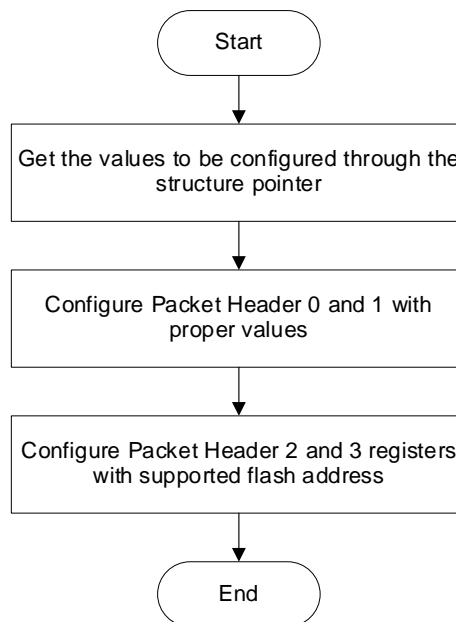 Start
Get the values to be configured through the
structure pointer
Configure Packet Header 0 and 1 with
proper values
Configure Packet Header 2 and 3 registers
with supported flash address
End